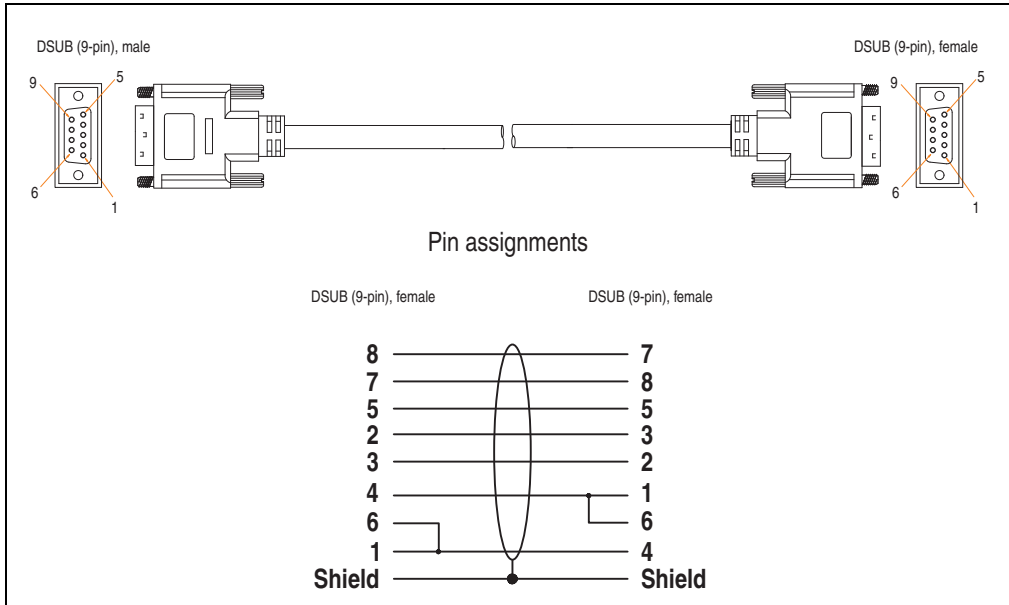 DSUB (9-pin), male DSUB (9-pin), female
9 5 9 5
6 1 6 1
Pin assignments
DSUB (9-pin), female DSUB (9-pin), female
8 7
7 8
5 5
2 3
3 2
4 1
6 6
1 4
Shield Shield